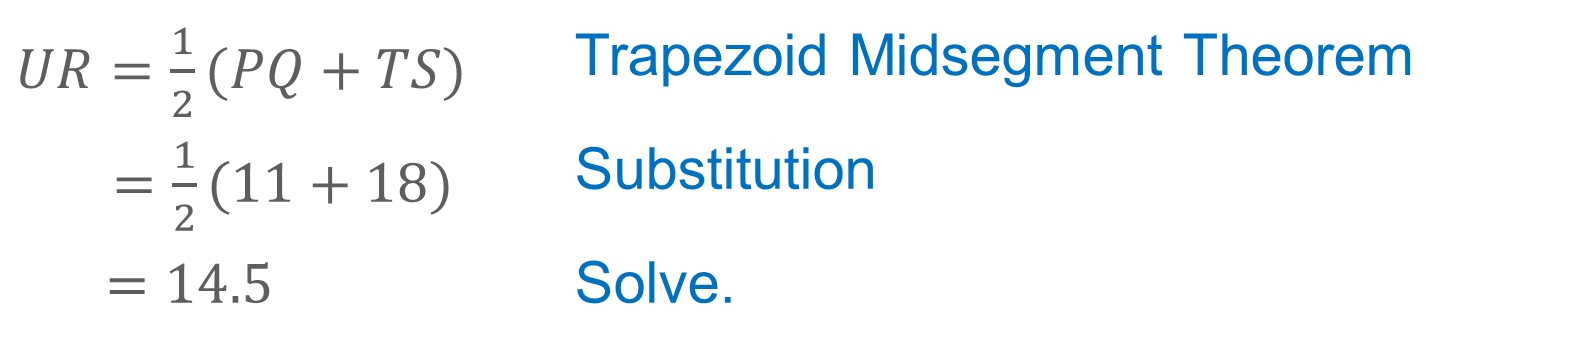 UR = 1/2 (PQ + TS) Trapezoid Midsegment Theorem
= 1/2 (11 + 18) Substitution
= 14.5 Solve.